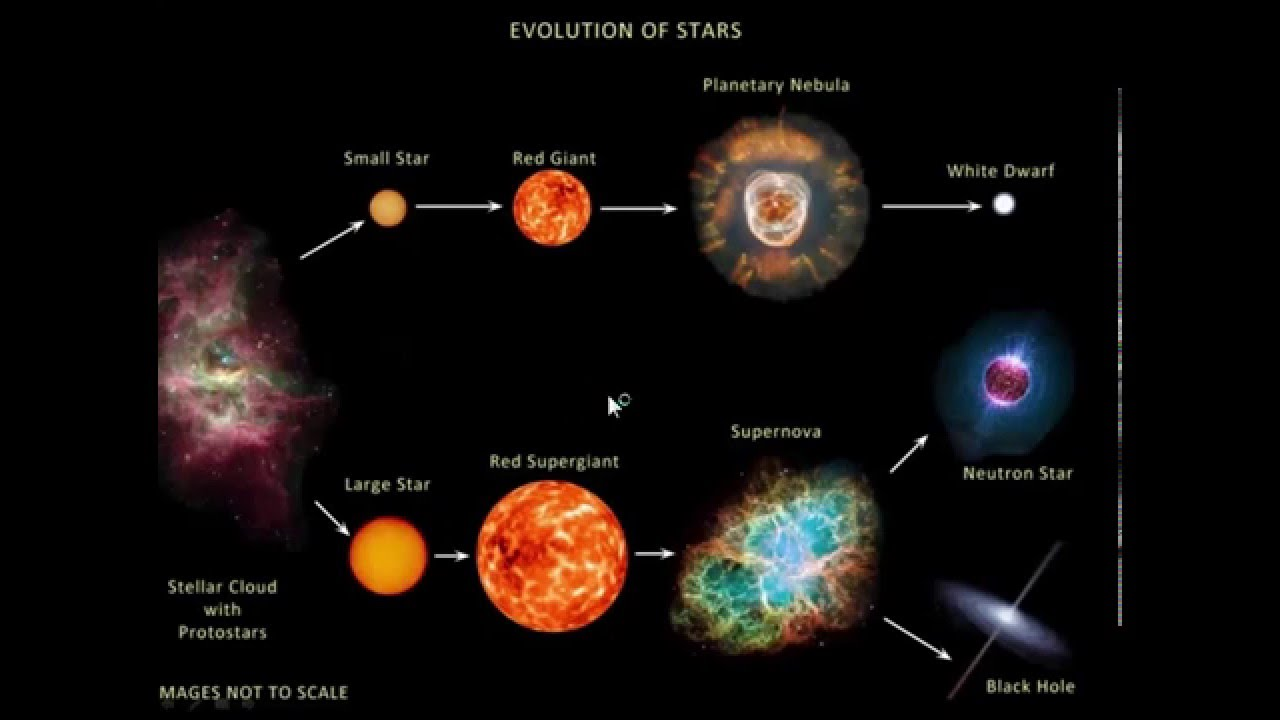 EVOLUTION OF STARS
Planetary Nebula
Small Star
Red Giant
White Dwarf
Supernova
Red Supergiant
Neutron Star
Large Star
Stellar Cloud
with
Protostars
Black Hole
MAGES NOT TO SCALE